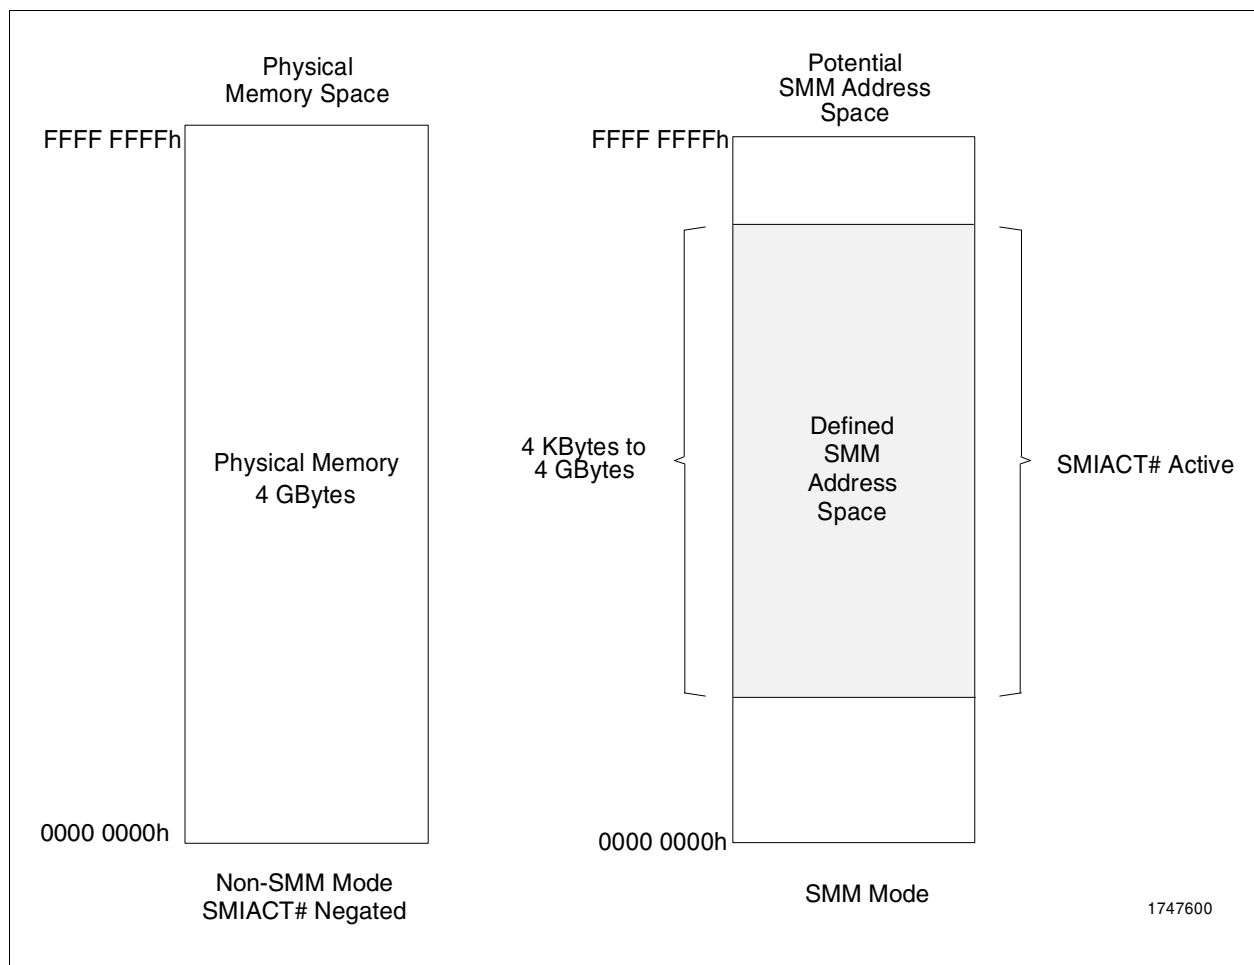 Physical
Memory Space
FFFF FFFFh
Physical Memory
4 GBytes
0000 0000h
Non-SMM Mode
SMIACT# Negated
Potential
SMM Address
Space
FFFF FFFFh
4 KBytes to
4 GBytes
Defined
SMM
Address
Space
SMIACT# Active
0000 0000h
SMM Mode
1747600